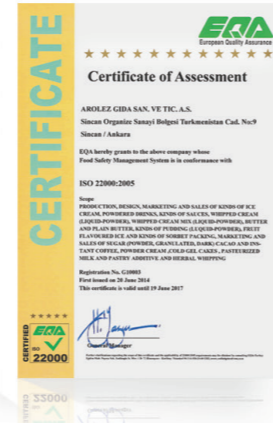 EQA
European Quality Assurance
CERTIFICATE
Certificate of Assessment
AROLEZ GIDA SAN. VE TIC. A.S.
Sincan Organize Sanayi Bolgesi Turkmenistan Cad. No:9
Sincan / Ankara
EQA hereby grants to the above company whose
Food Safety Management System is in conformance with
ISO 22000:2005
Scope
PRODUCTION, DESIGN, MARKETING AND SALES OF KINDS OF ICE
CREAM, POWDERED DRINKS, KINDS OF SAUCES, WHIPPED CREAM
(LIQUID-POWDER), WHIPPED CREAM MIX (LIQUID-POWDER), BUTTER
AND PLAIN BUTTER, KINDS OF PUDDING (LIQUID-POWDER), FRUIT
FLAVOURED ICE AND KINDS OF SORBET PACKING, MARKETING AND
SALES OF SUGAR (POWDER, GRANULATED, DARK) CACAO AND INS-
TANT COFFEE, POWDER CREAM ,COLD GEL CAKES , PASTEURIZED
MILK AND PASTRY ADDITIVE AND HERBAL WHIPPING
Registration No. G10003
First issued on 20 June 2014
This certificate is valid until 19 June 2017
General Manager
CERTIFIED
EQA
ISO
22000